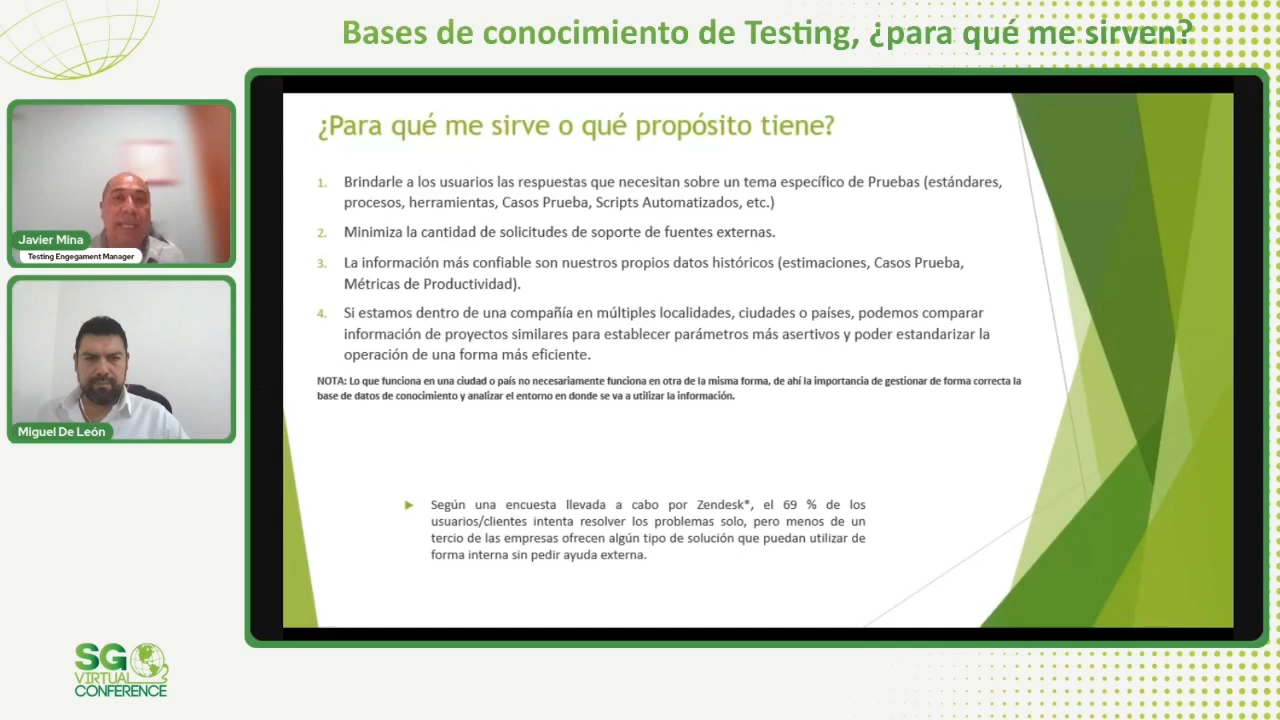 Bases de conocimiento de Testing, ¿para qué me sirven?
Javier Mina
Testing Engegament Manager
Miguel De León
¿Para qué me sirve o qué propósito tiene?
1. Brindarle a los usuarios las respuestas que necesitan sobre un tema específico de Pruebas (estándares,
procesos, herramientas, Casos Prueba, Scripts Automatizados, etc.)
2. Minimiza la cantidad de solicitudes de soporte de fuentes externas.
3. La información más confiable son nuestros propios datos históricos (estimaciones, Casos Prueba,
Métricas de Productividad).
4. Si estamos dentro de una compañía en múltiples localidades, ciudades o países, podemos comparar
información de proyectos similares para establecer parámetros más asertivos y poder estandarizar la
operación de una forma más eficiente.
NOTA: Lo que funciona en una ciudad o país no necesariamente funciona en otra de la misma forma, de ahí la importancia de gestionar de forma correcta la
base de datos de conocimiento y analizar el entorno en donde se va a utilizar la información.
Según una encuesta llevada a cabo por Zendesk*, el 69 % de los
usuarios/clientes intenta resolver los problemas solo, pero menos de un
tercio de las empresas ofrecen algún tipo de solución que puedan utilizar de
forma interna sin pedir ayuda externa.
SG
VIRTUAL
CONFERENCE